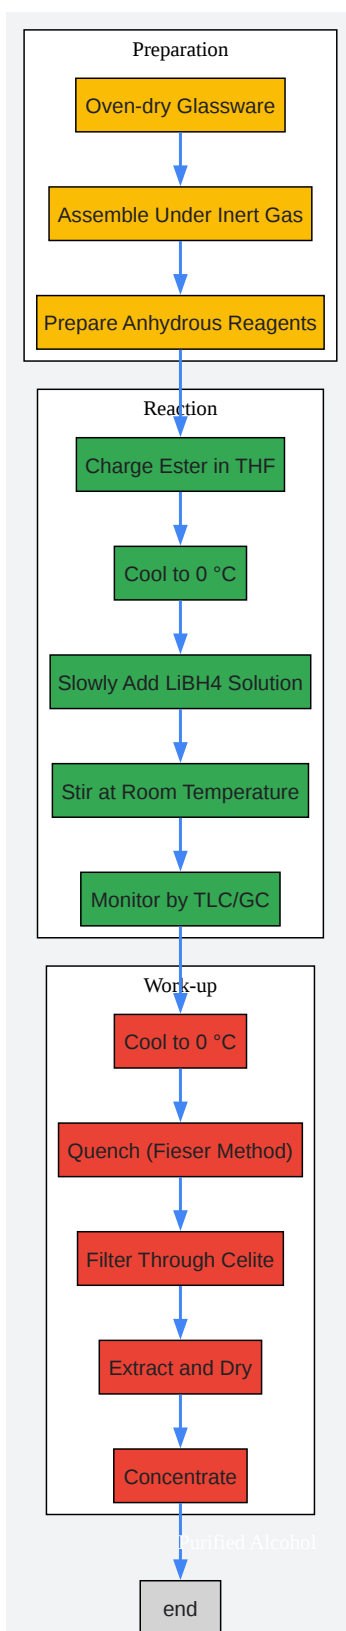 Preparation
Oven-dry Glassware
Assemble Under Inert Gas
Prepare Anhydrous Reagents
Reaction
Charge Ester in THF
Cool to 0 °C
Slowly Add LiBH4 Solution
Stir at Room Temperature
Monitor by TLC/GC
Work-up
Cool to 0 °C
Quench (Fieser Method)
Filter Through Celite
Extract and Dry
Concentrate
Purified Alcohol
end